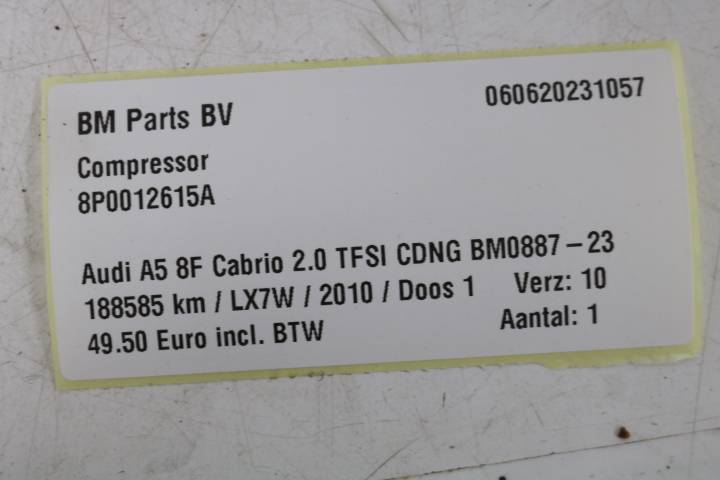 BM Parts BV 060620231057
Compressor
8P0012615A
Audi A5 8F Cabrio 2.0 TFSI CDNG BM0887-23
188585 km / LX7W / 2010 / Doos 1 Verz: 10
49.50 Euro incl. BTW Aantal: 1